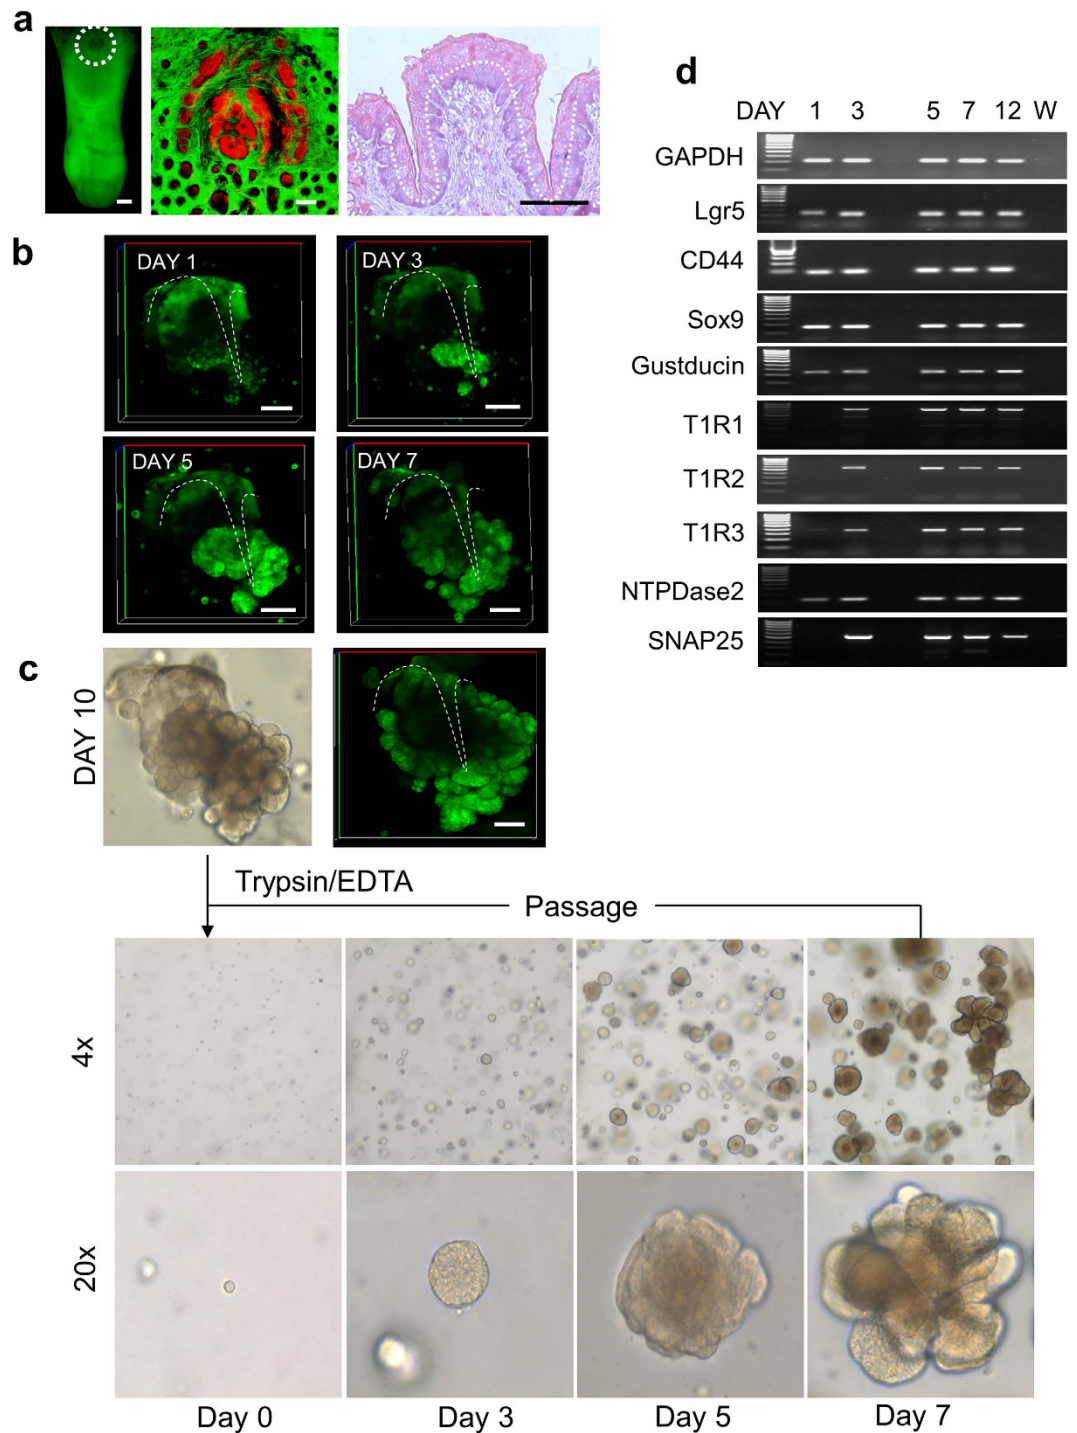 a
b
DAY 1
DAY 3
DAY 5
DAY 7
c
DAY 10
Trypsin/EDTA
Passage
4x
20x
Day 0
Day 3
Day 5
Day 7
d
DAY 1 3 5 7 12 W
GAPDH
Lgr5
CD44
Sox9
Gustducin
T1R1
T1R2
T1R3
NTPDase2
SNAP25